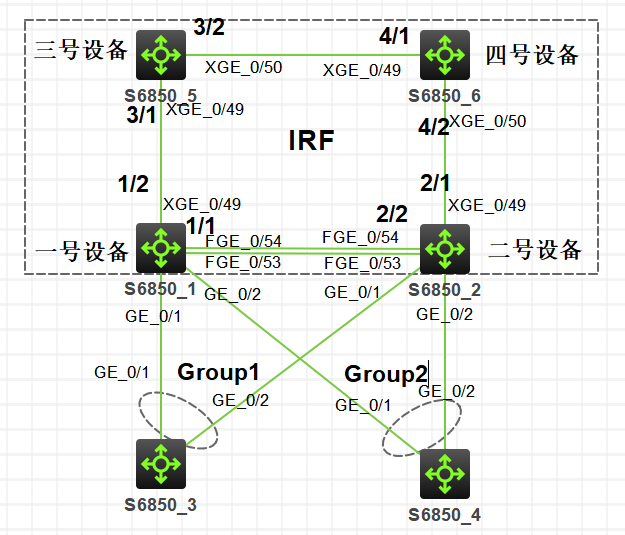 3/2
4/1
三号设备
四号设备
XGE_0/50
XGE_0/49
S6850_5
S6850_6
XGE_0/49
3/1
XGE_0/50
4/2
IRF
1/2
2/1
XGE_0/49
XGE_0/49
1/1
2/2
FGE_0/54
FGE_0/54
一号设备
二号设备
FGE_0/53
FGE_0/53
S6850_1
S6850_2
GE_0/2
GE_0/1
GE_0/1
GE_0/2
GE_0/1
Group1
Group2
GE_0/2
GE_0/2
GE_0/1
S6850_3
S6850_4